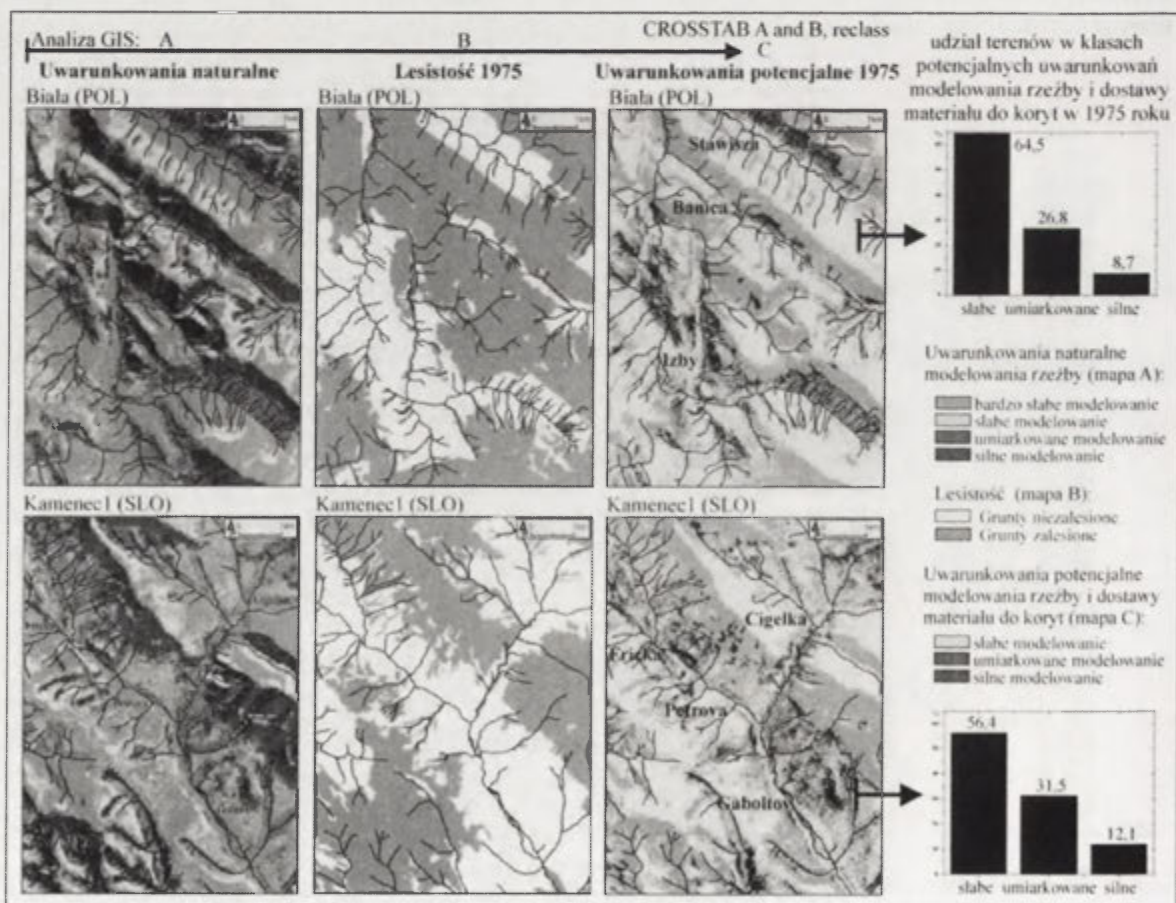 Analiza GIS: A
B
CROSSTAB A and B, reclass
C
Uwarunkowania naturalne
Lesistość 1975
Uwarunkowania potencjalne 1975
Biała (POL)
Biała (POL)
Biała (POL)
Stawisza
Banica
Izby
Kamenec1 (SLO)
Kamenec1 (SLO)
Kamenec1 (SLO)
Cigelka
Fricka
Petrova
Gaboltov
udział terenów w klasach
potencjalnych uwarunkowań
modelowania rzeźby i dostawy
materiału do koryt w 1975 roku
64,5
26,8
8,7
słabe umiarkowane silne
Uwarunkowania naturalne
modelowania rzeźby (mapa A):
bardzo słabe modelowanie
słabe modelowanie
umiarkowane modelowanie
silne modelowanie
Lesistość (mapa B):
Grunty niezalesione
Grunty zalesione
Uwarunkowania potencjalne
modelowania rzeźby i dostawy
materiału do koryt (mapa C):
słabe modelowanie
umiarkowane modelowanie
silne modelowanie
56,4
31,5
12,1
słabe umiarkowane silne